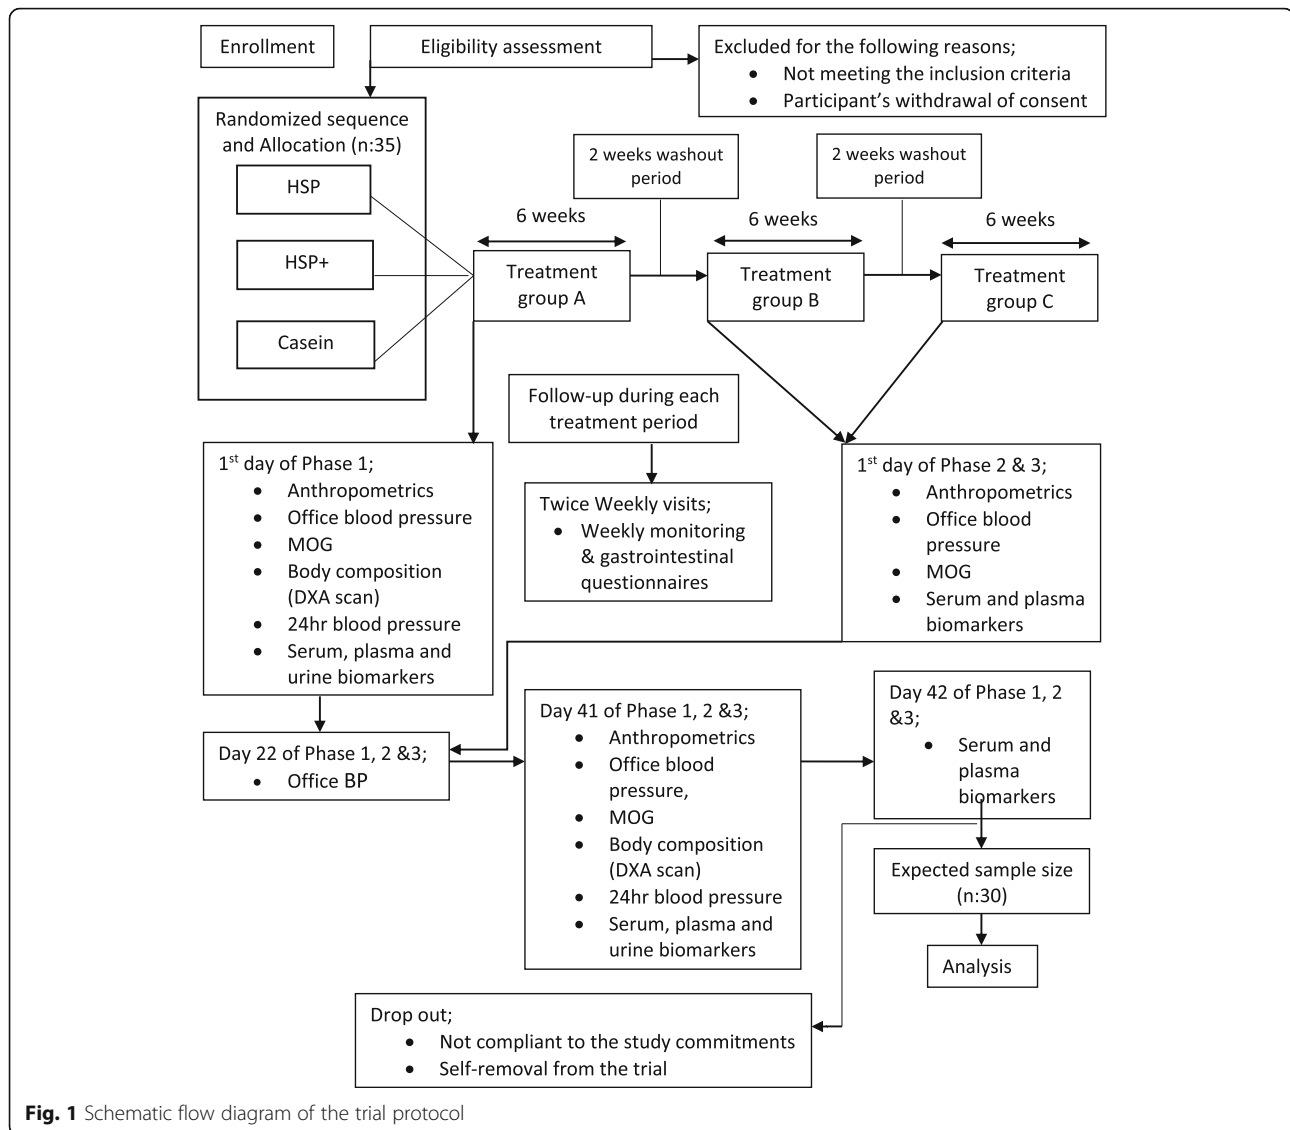 Enrollment
Eligibility assessment
Excluded for the following reasons;
• Not meeting the inclusion criteria
• Participant’s withdrawal of consent
Randomized sequence
and Allocation (n:35)
HSP
HSP+
Casein
2 weeks washout
period
2 weeks washout
period
6 weeks
6 weeks
6 weeks
Treatment
group A
Treatment
group B
Treatment
group C
Follow-up during each
treatment period
Twice Weekly visits;
• Weekly monitoring
& gastrointestinal
questionnaires
1st day of Phase 1;
• Anthropometrics
• Office blood pressure
• MOG
• Body composition
(DXA scan)
• 24hr blood pressure
• Serum, plasma and
urine biomarkers
1st day of Phase 2 & 3;
• Anthropometrics
• Office blood
pressure
• MOG
• Serum and plasma
biomarkers
Day 22 of Phase 1, 2 &3;
• Office BP
Day 41 of Phase 1, 2 &3;
• Anthropometrics
• Office blood
pressure,
• MOG
• Body composition
(DXA scan)
• 24hr blood pressure
• Serum, plasma and
urine biomarkers
Day 42 of Phase 1, 2
&3;
• Serum and
plasma
biomarkers
Expected sample size
(n:30)
Analysis
Drop out;
• Not compliant to the study commitments
• Self-removal from the trial
Fig. 1 Schematic flow diagram of the trial protocol